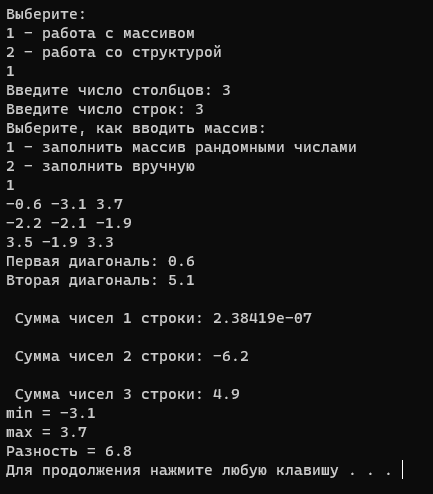 Выберите:
1 - работа с массивом
2 - работа со структурой
1
Введите число столбцов: 3
Введите число строк: 3
Выберите, как вводить массив:
1 - заполнить массив рандомными числами
2 - заполнить вручную
1
-0.6 -3.1 3.7
-2.2 -2.1 -1.9
3.5 -1.9 3.3
Первая диагональ: 0.6
Вторая диагональ: 5.1
Сумма чисел 1 строки: 2.38419e-07
Сумма чисел 2 строки: -6.2
Сумма чисел 3 строки: 4.9
min = -3.1
max = 3.7
Разность = 6.8
Для продолжения нажмите любую клавишу . . .